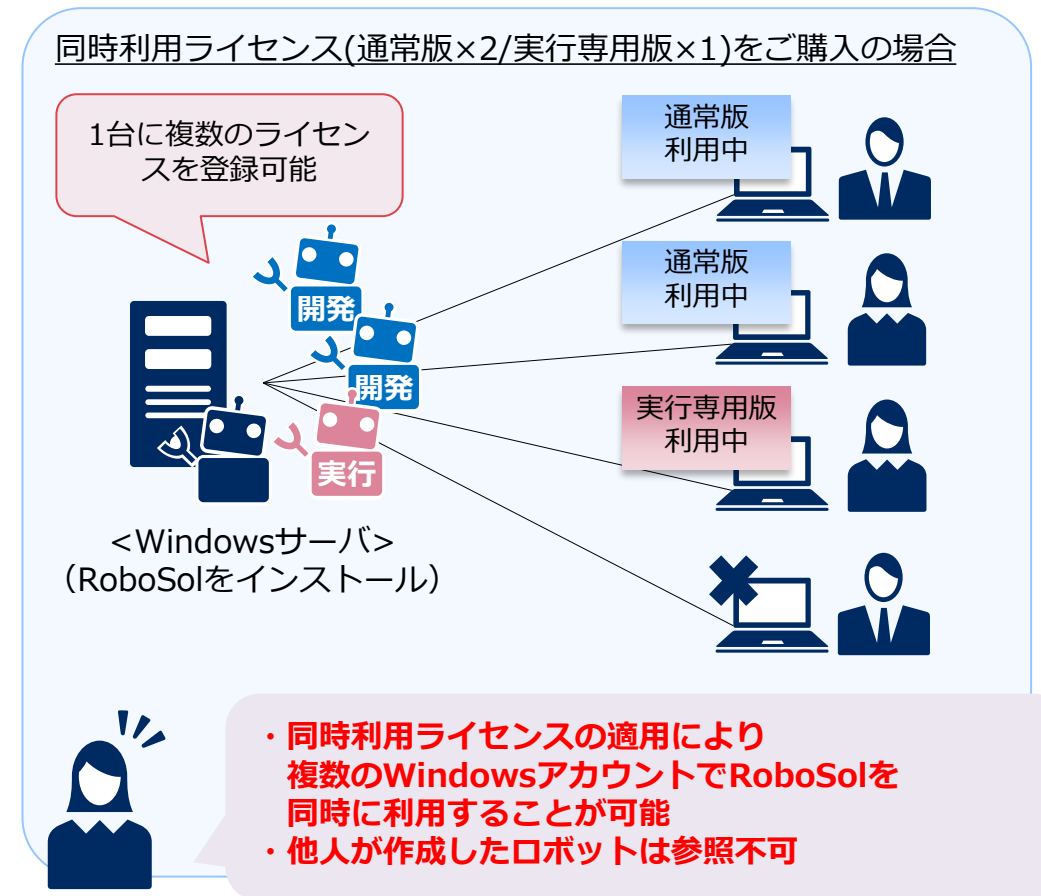 同時利用ライセンス(通常版×2/実行専用版×1)をご購入の場合
1台に複数のライセン
スを登録可能
通常版
利用中
開発
通常版
利用中
開発
実行専用版
利用中
実行
<Windowsサーバ>
（RoboSolをインストール）
・同時利用ライセンスの適用により
複数のWindowsアカウントでRoboSolを
同時に利用することが可能
・他人が作成したロボットは参照不可